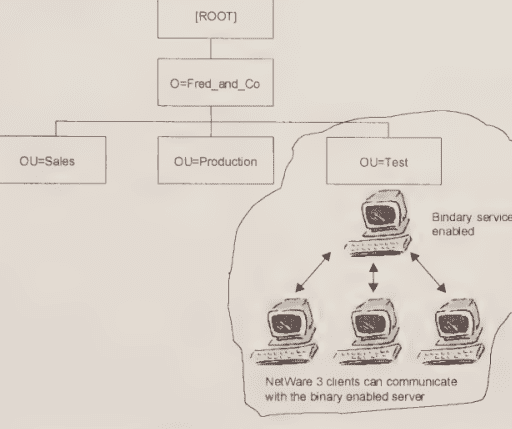 [ROOT]
O=Fred_and_Co
OU=Sales
OU=Production
OU=Test
Bindary service
enabled
NetWare 3 clients can communicate
with the binary enabled server